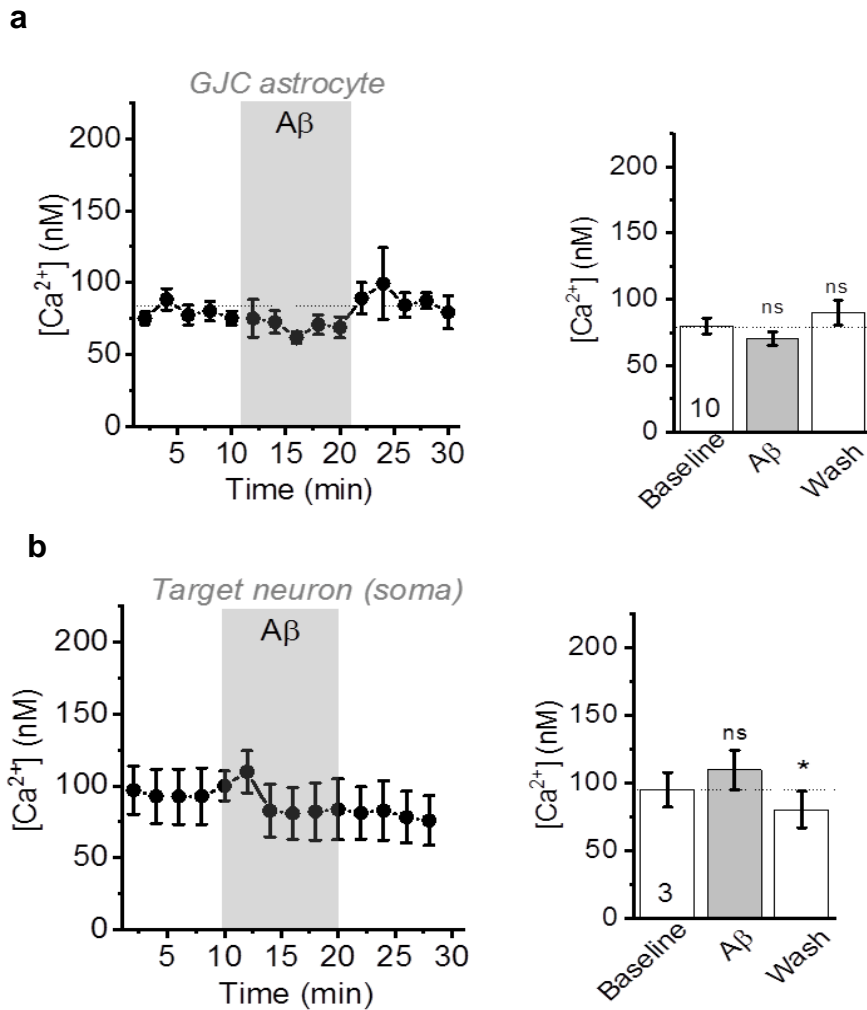 a
GJC astrocyte
Aβ
200
150
100
50
0
[Ca²⁺] (nM)
5 10 15 20 25 30
Time (min)
200
150
100
50
0
[Ca²⁺] (nM)
ns
ns
10
Baseline Aβ Wash
b
Target neuron (soma)
Aβ
200
150
100
50
0
[Ca²⁺] (nM)
5 10 15 20 25 30
Time (min)
200
150
100
50
0
[Ca²⁺] (nM)
ns
*
3
Baseline Aβ Wash